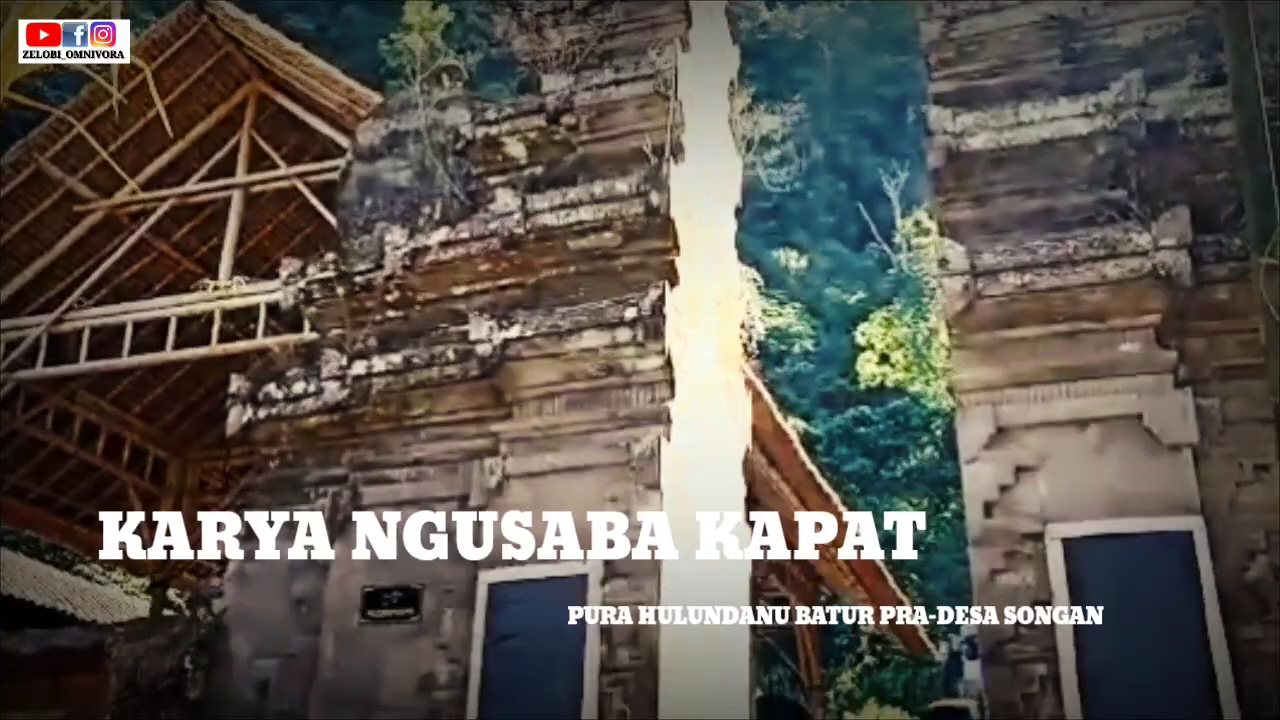 ZELOBI_OMNIVORA
KARYA NGUSABA KAPAT
PURA HULUNDANU BATUR PRA-DESA SONGAN